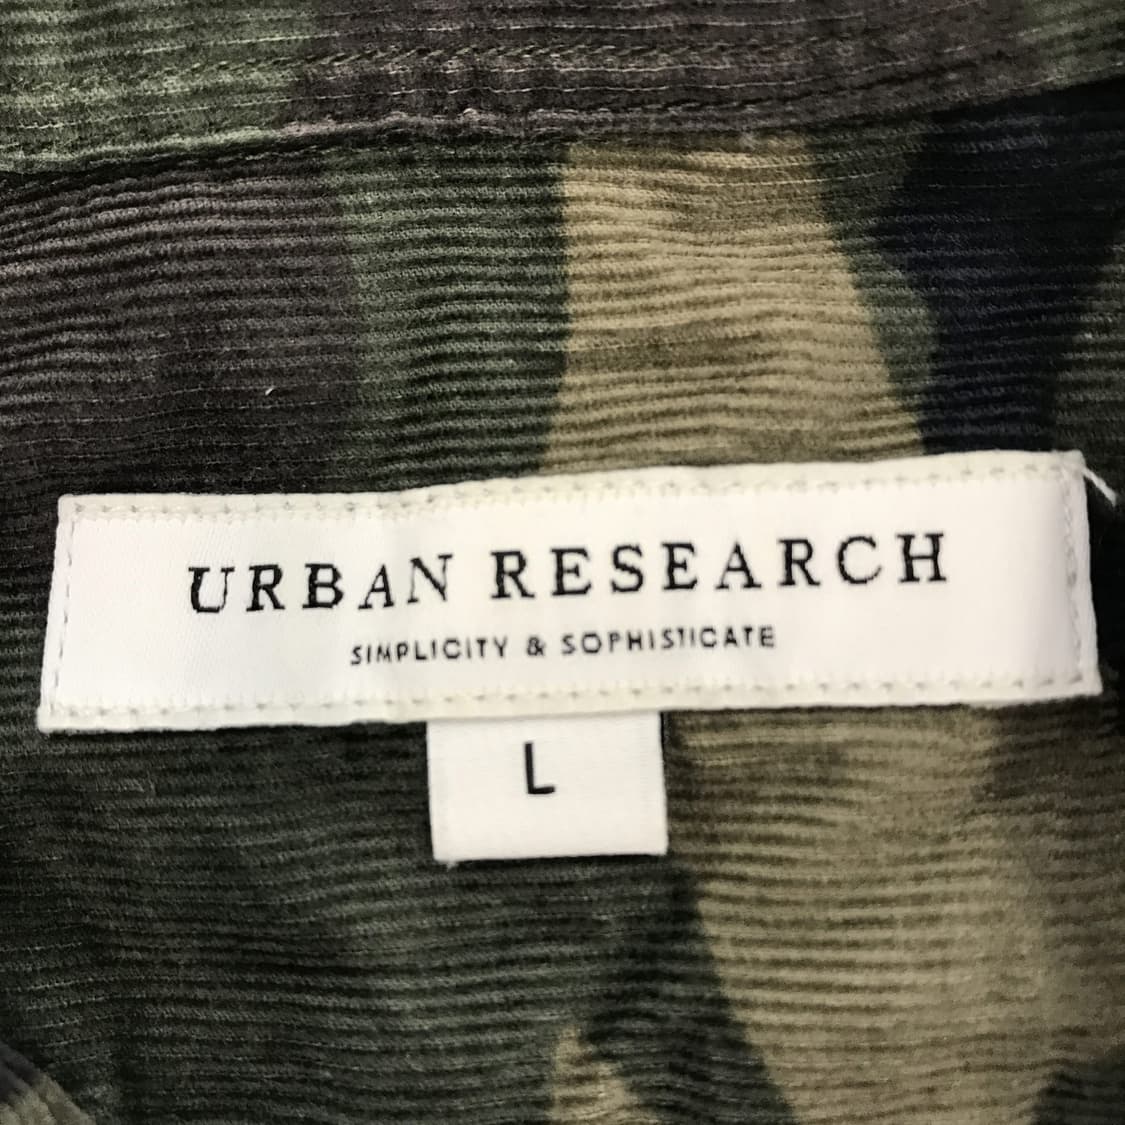 URBAN RESEARCH
SIMPLICITY & SOPHISTICATE
L